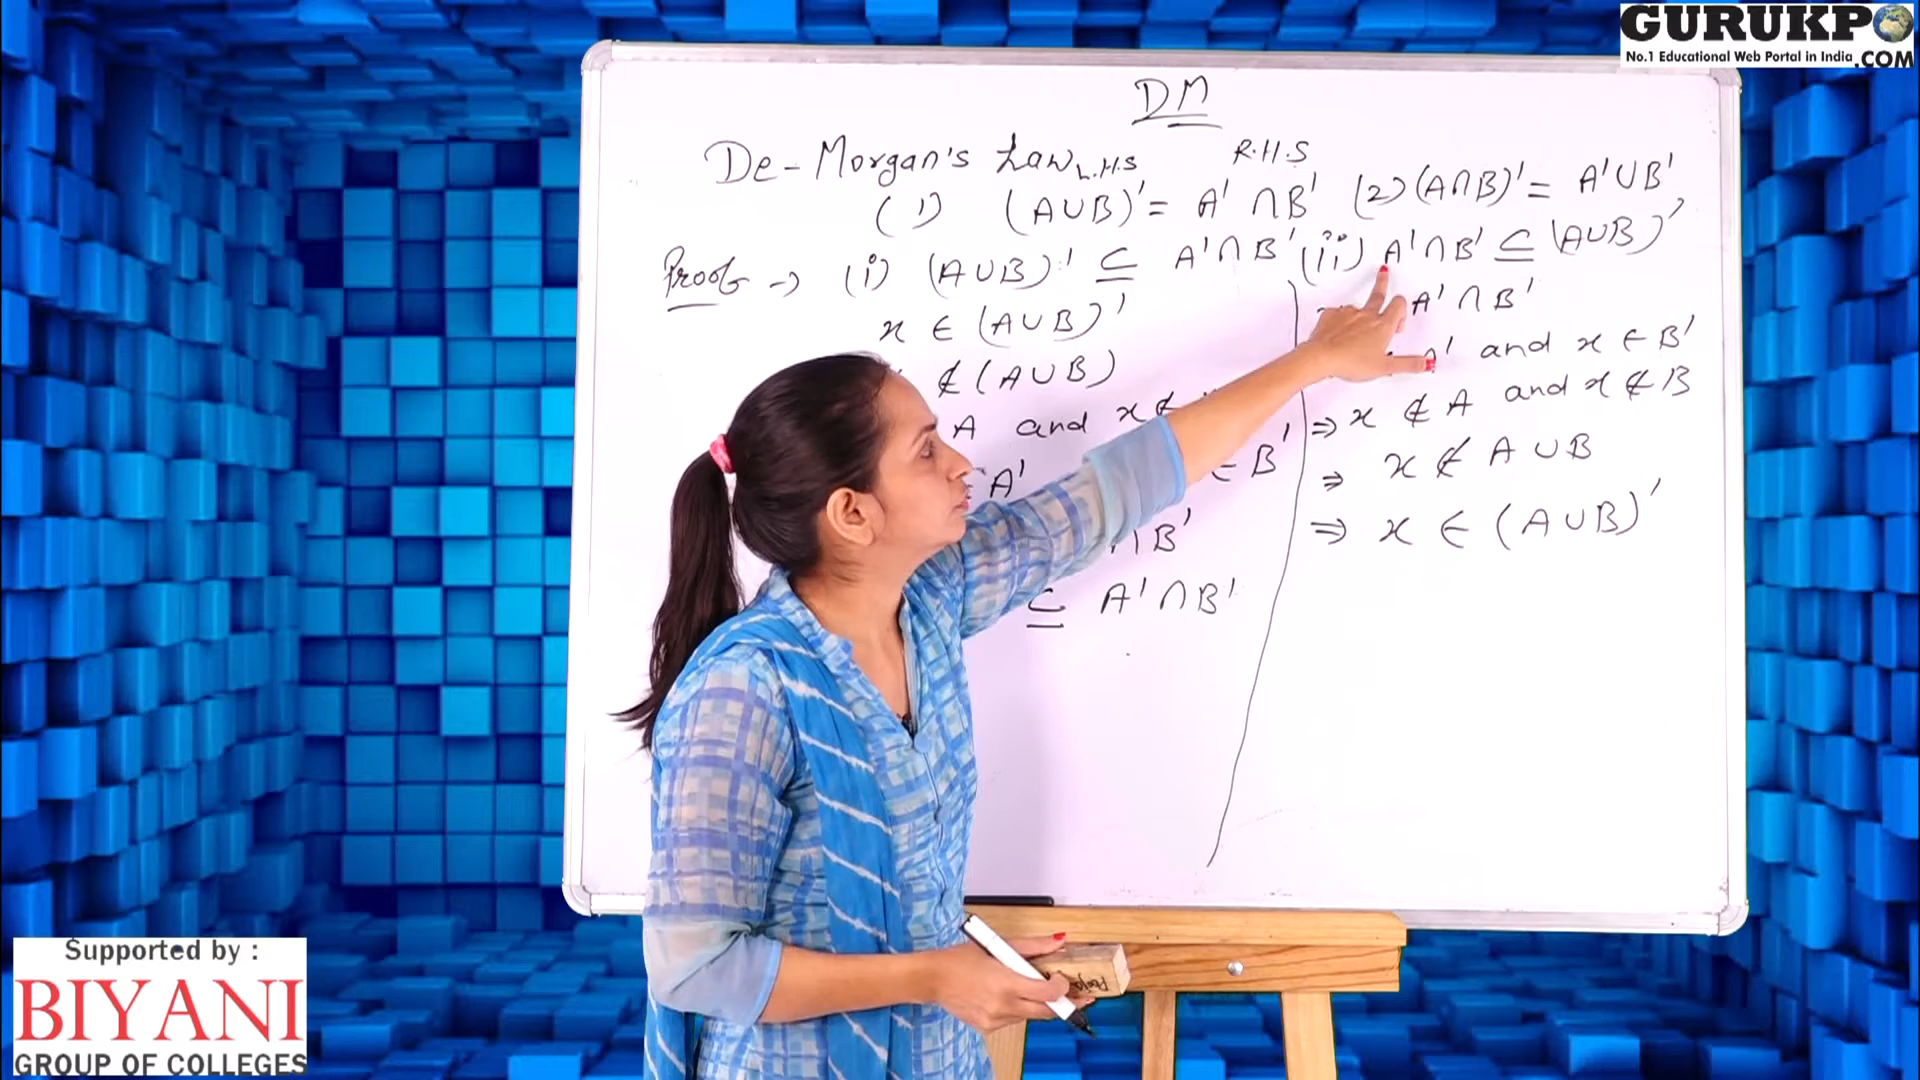 GURUKPO
No.1 Educational Web Portal in India .COM
DM
De-Morgan's Law
L.H.S R.H.S
(1) (A∪B)' = A' ∩ B' (2) (A∩B)' = A'∪B'
Proof → (i) (A∪B)' ⊆ A'∩B'
x ∈ (A∪B)'
∉ (A∪B)
A and x ∉
A' ∈ B'
∩ B'
⊆ A'∩B'
(ii) A'∩B' ⊆ (A∪B)'
A' ∩ B'
A' and x ∈ B'
⇒ x ∉ A and x ∉ B
⇒ x ∉ A ∪ B
⇒ x ∈ (A∪B)'
Supported by :
BIYANI
GROUP OF COLLEGES